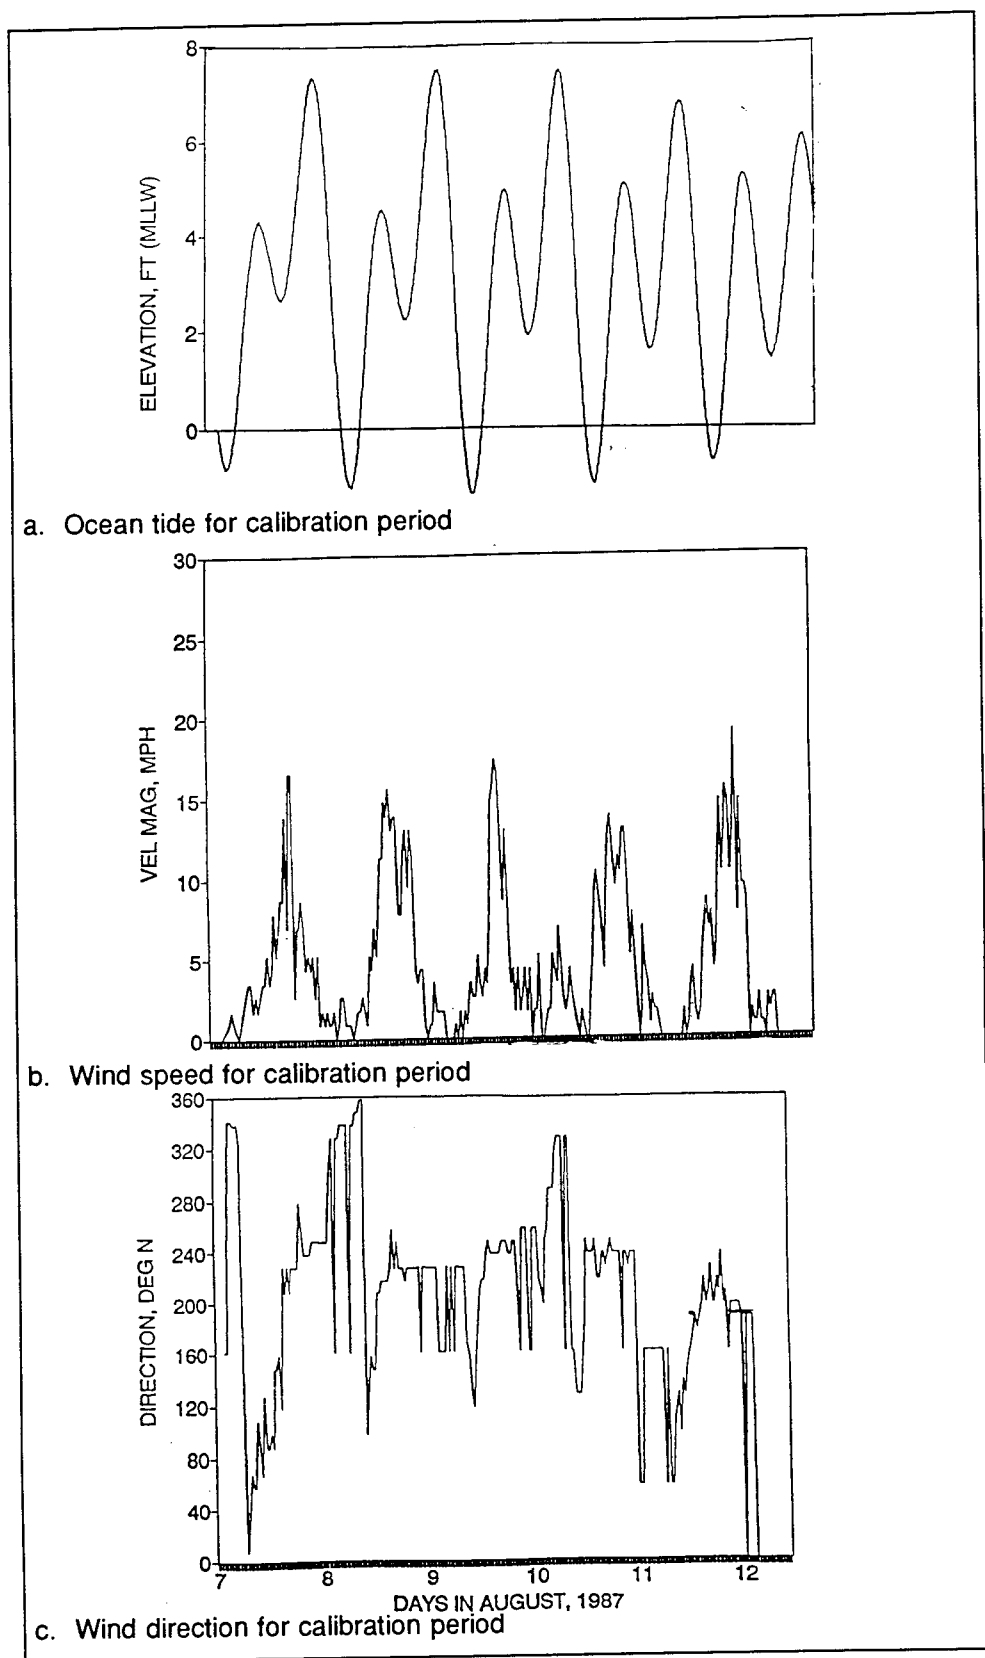 8
6
4
2
0
ELEVATION, FT (MLLW)
a. Ocean tide for calibration period
30
25
20
15
10
5
0
VEL MAG, MPH
b. Wind speed for calibration period
360
320
280
240
200
160
120
80
40
0
DIRECTION, DEG N
7 8 9 10 11 12
DAYS IN AUGUST, 1987
c. Wind direction for calibration period